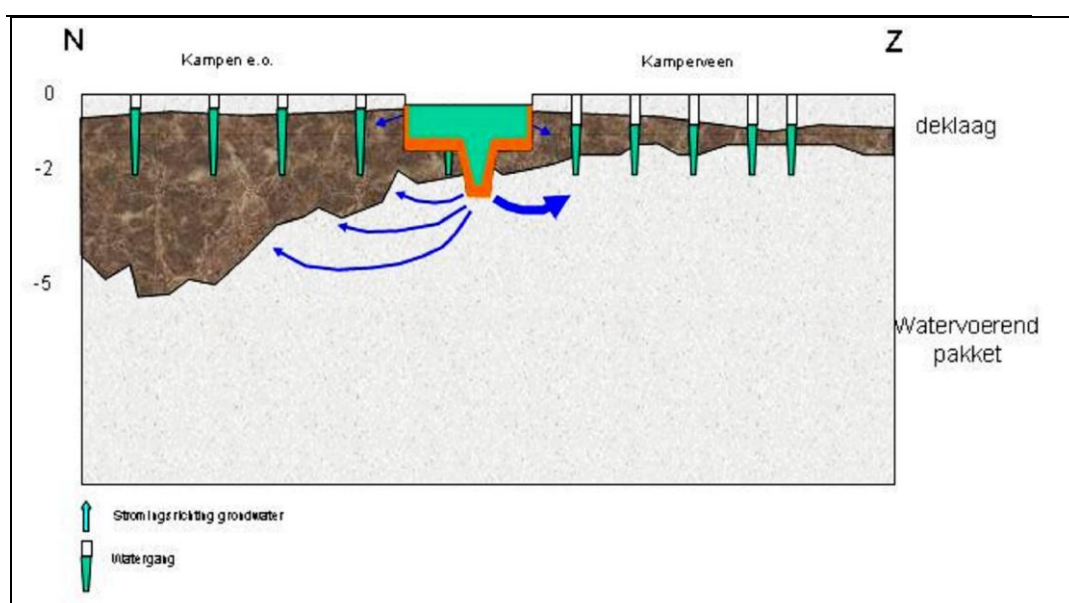 N
Z
Kampen e.o.
Kamperveen
0
deklaag
-2
-5
Watervoerend
pakket
Stromingsrichting grondwater
Watergang